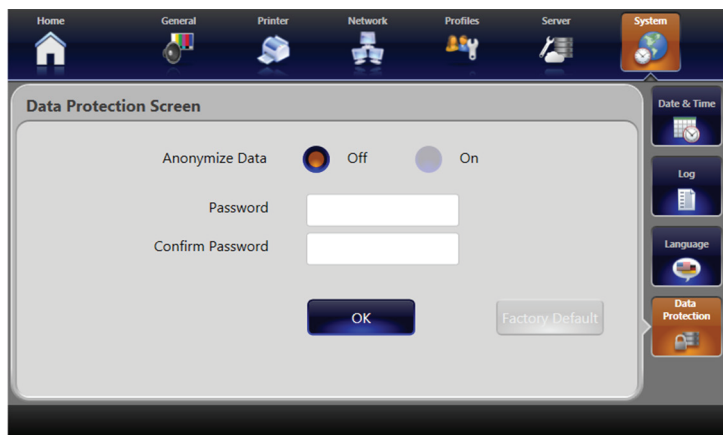 Home General Printer Network Profiles Server System
Data Protection Screen
Date & Time
Anonymize Data Off On
Log
Password
Confirm Password
Language
OK
Factory Default
Data
Protection